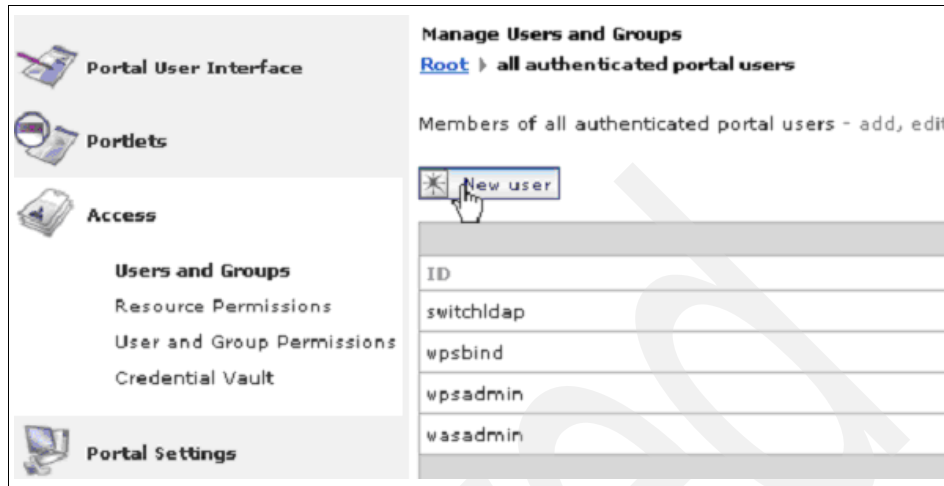 Portal User Interface
Portlets
Access
Users and Groups
Resource Permissions
User and Group Permissions
Credential Vault
Portal Settings
Manage Users and Groups
Root all authenticated portal users
Members of all authenticated portal users - add, edit
New user
ID
switchldap
wpsbind
wpsadmin
wasadmin